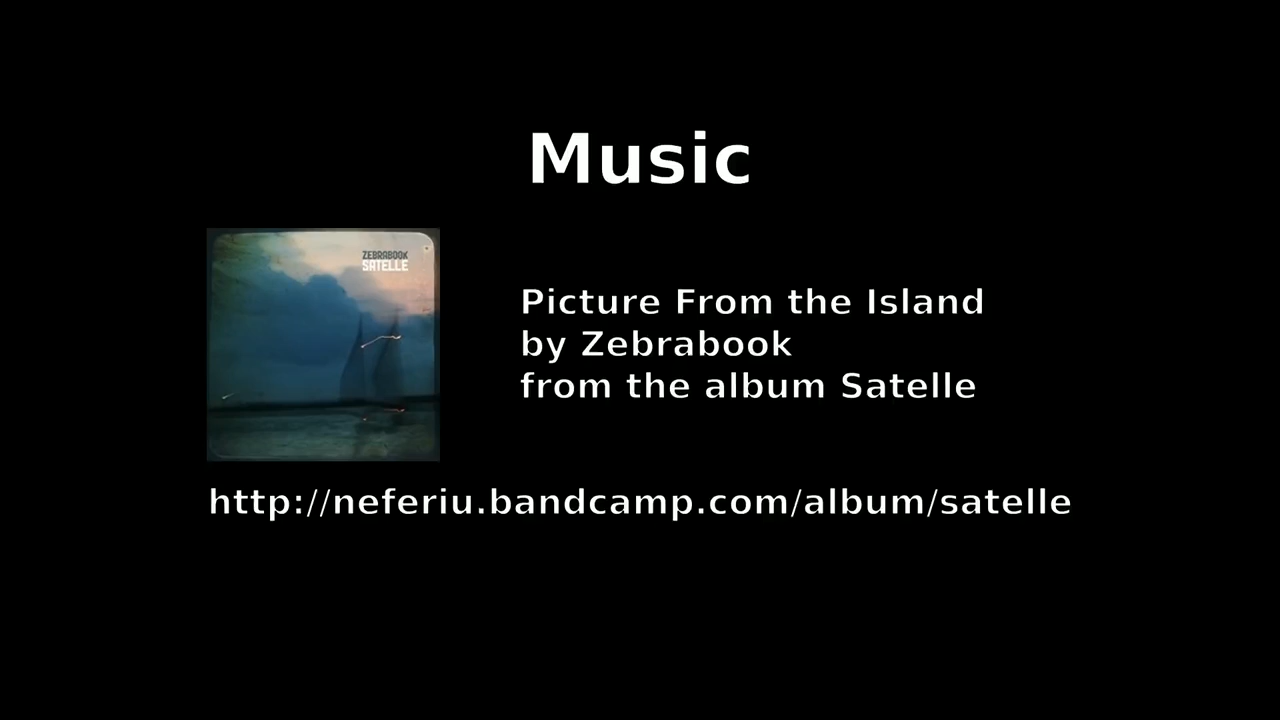 Music
ZEBRABOOK
SATELLE
Picture From the Island
by Zebrabook
from the album Satelle
http://neferiu.bandcamp.com/album/satelle